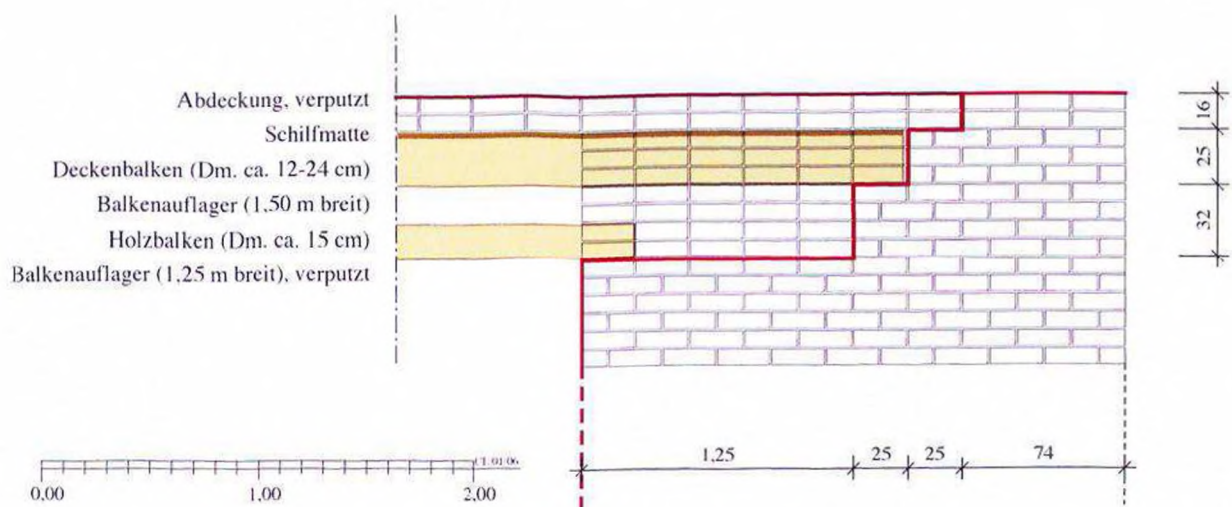 Abdeckung, verputzt
Schilfmatte
Deckenbalken (Dm. ca. 12-24 cm)
Balkenauflager (1,50 m breit)
Holzbalken (Dm. ca. 15 cm)
Balkenauflager (1,25 m breit), verputzt
16
25
32
1,25
25
25
74
0,00
1,00
2,00